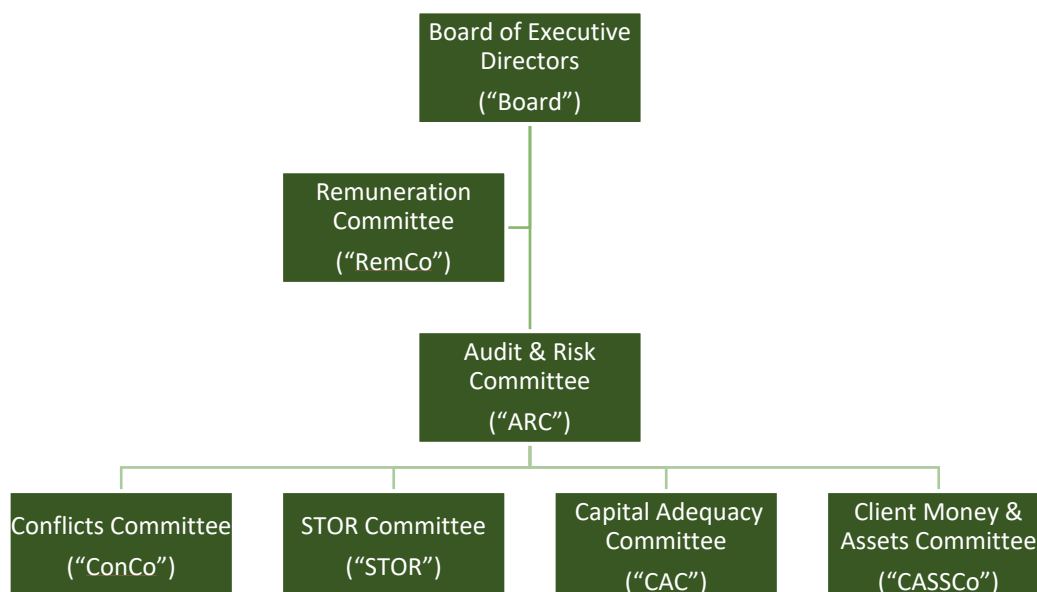 Board of Executive
Directors
(“Board”)
Remuneration
Committee
(“RemCo”)
Audit & Risk
Committee
(“ARC”)
Conflicts Committee
(“ConCo”)
STOR Committee
(“STOR”)
Capital Adequacy
Committee
(“CAC”)
Client Money &
Assets Committee
(“CASSCo”)